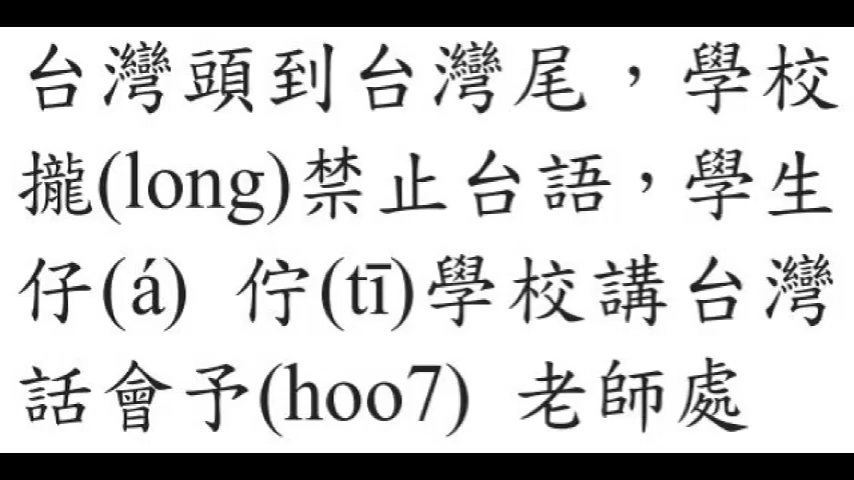 台灣頭到台灣尾，學校
攏(long)禁止台語，學生
仔(á) 佇(tī)學校講台灣
話會予(hoo7) 老師處